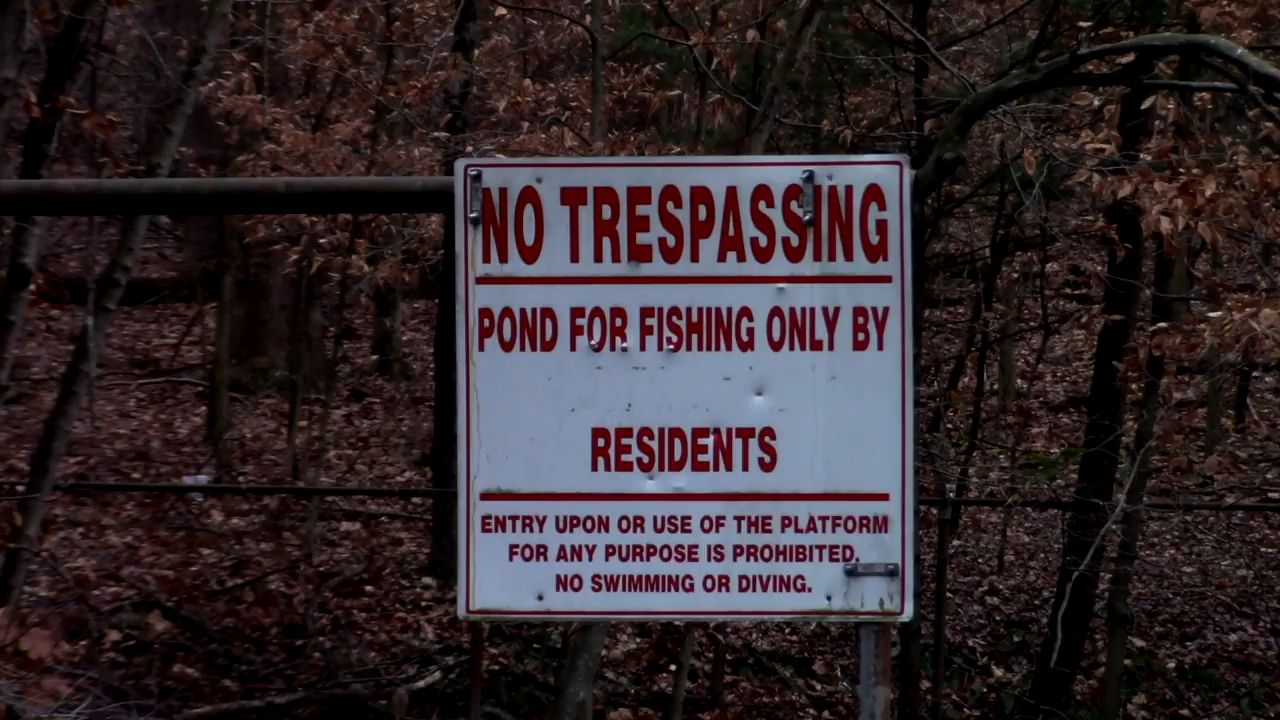 NO TRESPASSING
POND FOR FISHING ONLY BY
RESIDENTS
ENTRY UPON OR USE OF THE PLATFORM
FOR ANY PURPOSE IS PROHIBITED.
NO SWIMMING OR DIVING.